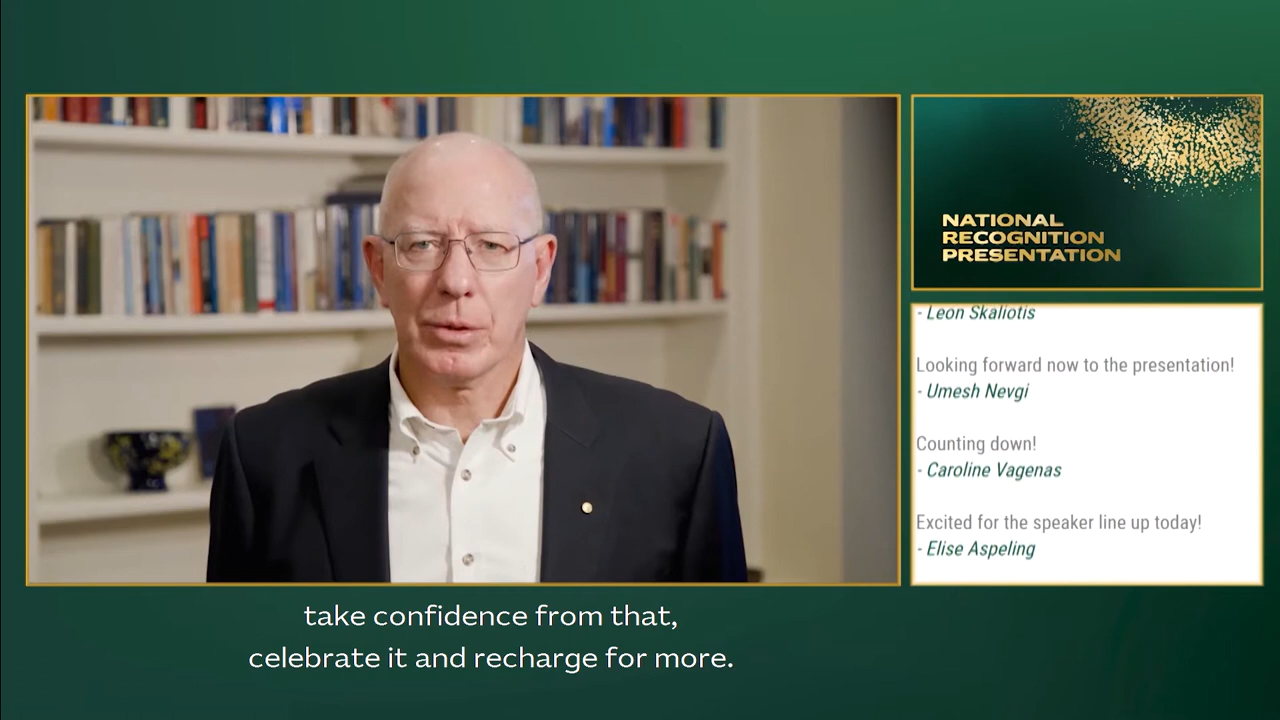 NATIONAL
RECOGNITION
PRESENTATION
- Leon Skaliotis
Looking forward now to the presentation!
- Umesh Nevgi
Counting down!
- Caroline Vagenas
Excited for the speaker line up today!
- Elise Aspeling
take confidence from that,
celebrate it and recharge for more.